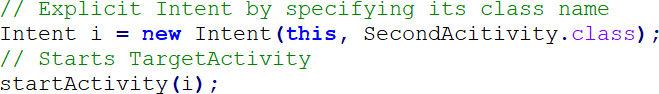 // Explicit Intent by specifying its class name
Intent i = new Intent(this, SecondAcitivity.class);
// Starts TargetActivity
startActivity(i);